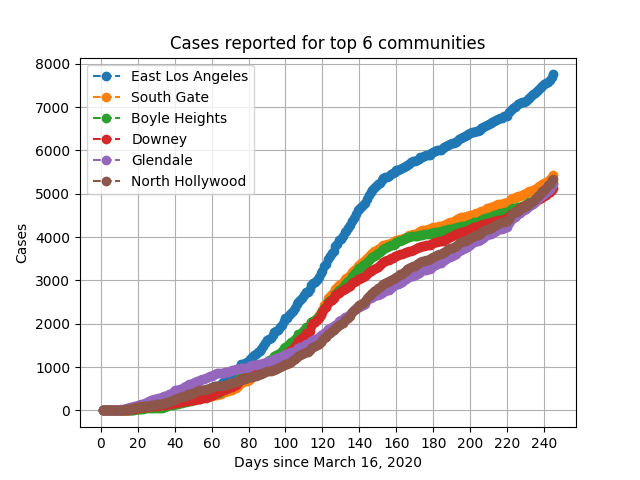 Cases reported for top 6 communities
8000
7000
6000
5000
4000
3000
2000
1000
0
Cases
East Los Angeles
South Gate
Boyle Heights
Downey
Glendale
North Hollywood
0 20 40 60 80 100 120 140 160 180 200 220 240
Days since March 16, 2020